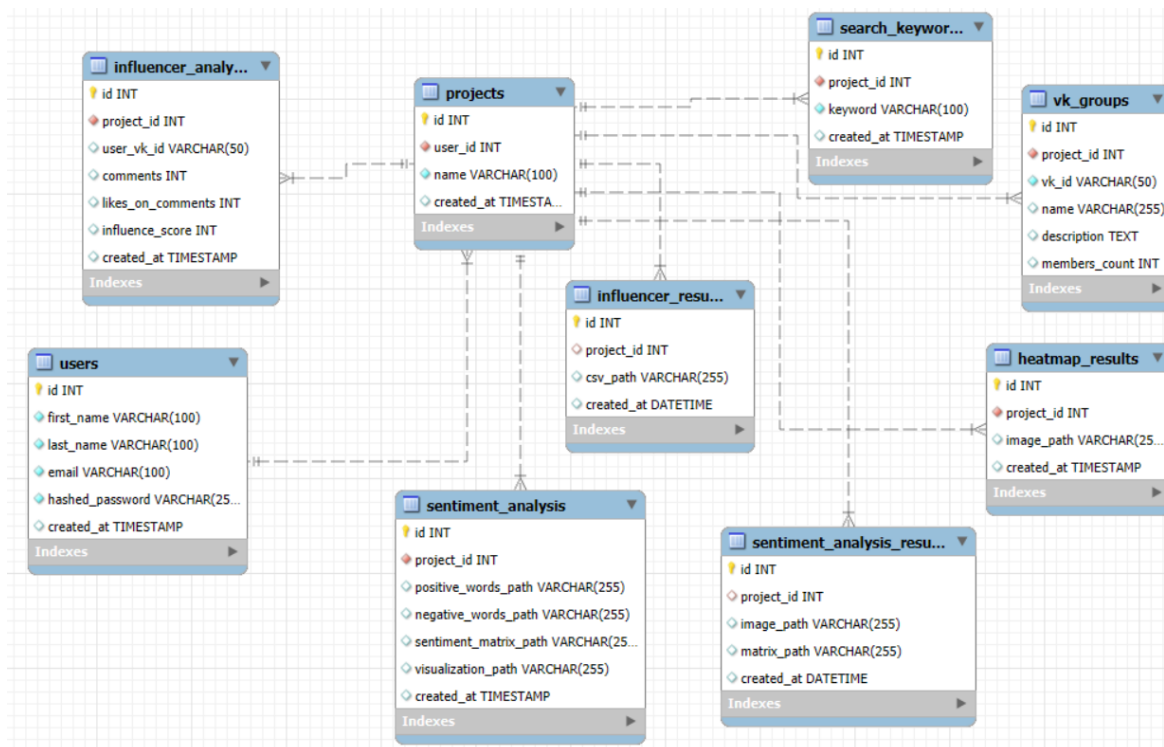 influencer_analy...
id INT
project_id INT
user_vk_id VARCHAR(50)
comments INT
likes_on_comments INT
influence_score INT
created_at TIMESTAMP
Indexes
projects
id INT
user_id INT
name VARCHAR(100)
created_at TIMESTA...
Indexes
search_keywor...
id INT
project_id INT
keyword VARCHAR(100)
created_at TIMESTAMP
Indexes
vk_groups
id INT
project_id INT
vk_id VARCHAR(50)
name VARCHAR(255)
description TEXT
members_count INT
Indexes
users
id INT
first_name VARCHAR(100)
last_name VARCHAR(100)
email VARCHAR(100)
hashed_password VARCHAR(25...
created_at TIMESTAMP
Indexes
influencer_resu...
id INT
project_id INT
csv_path VARCHAR(255)
created_at DATETIME
Indexes
heatmap_results
id INT
project_id INT
image_path VARCHAR(25...
created_at TIMESTAMP
Indexes
sentiment_analysis
id INT
project_id INT
positive_words_path VARCHAR(255)
negative_words_path VARCHAR(255)
sentiment_matrix_path VARCHAR(25...
visualization_path VARCHAR(255)
created_at TIMESTAMP
Indexes
sentiment_analysis_resu...
id INT
project_id INT
image_path VARCHAR(255)
matrix_path VARCHAR(255)
created_at DATETIME
Indexes